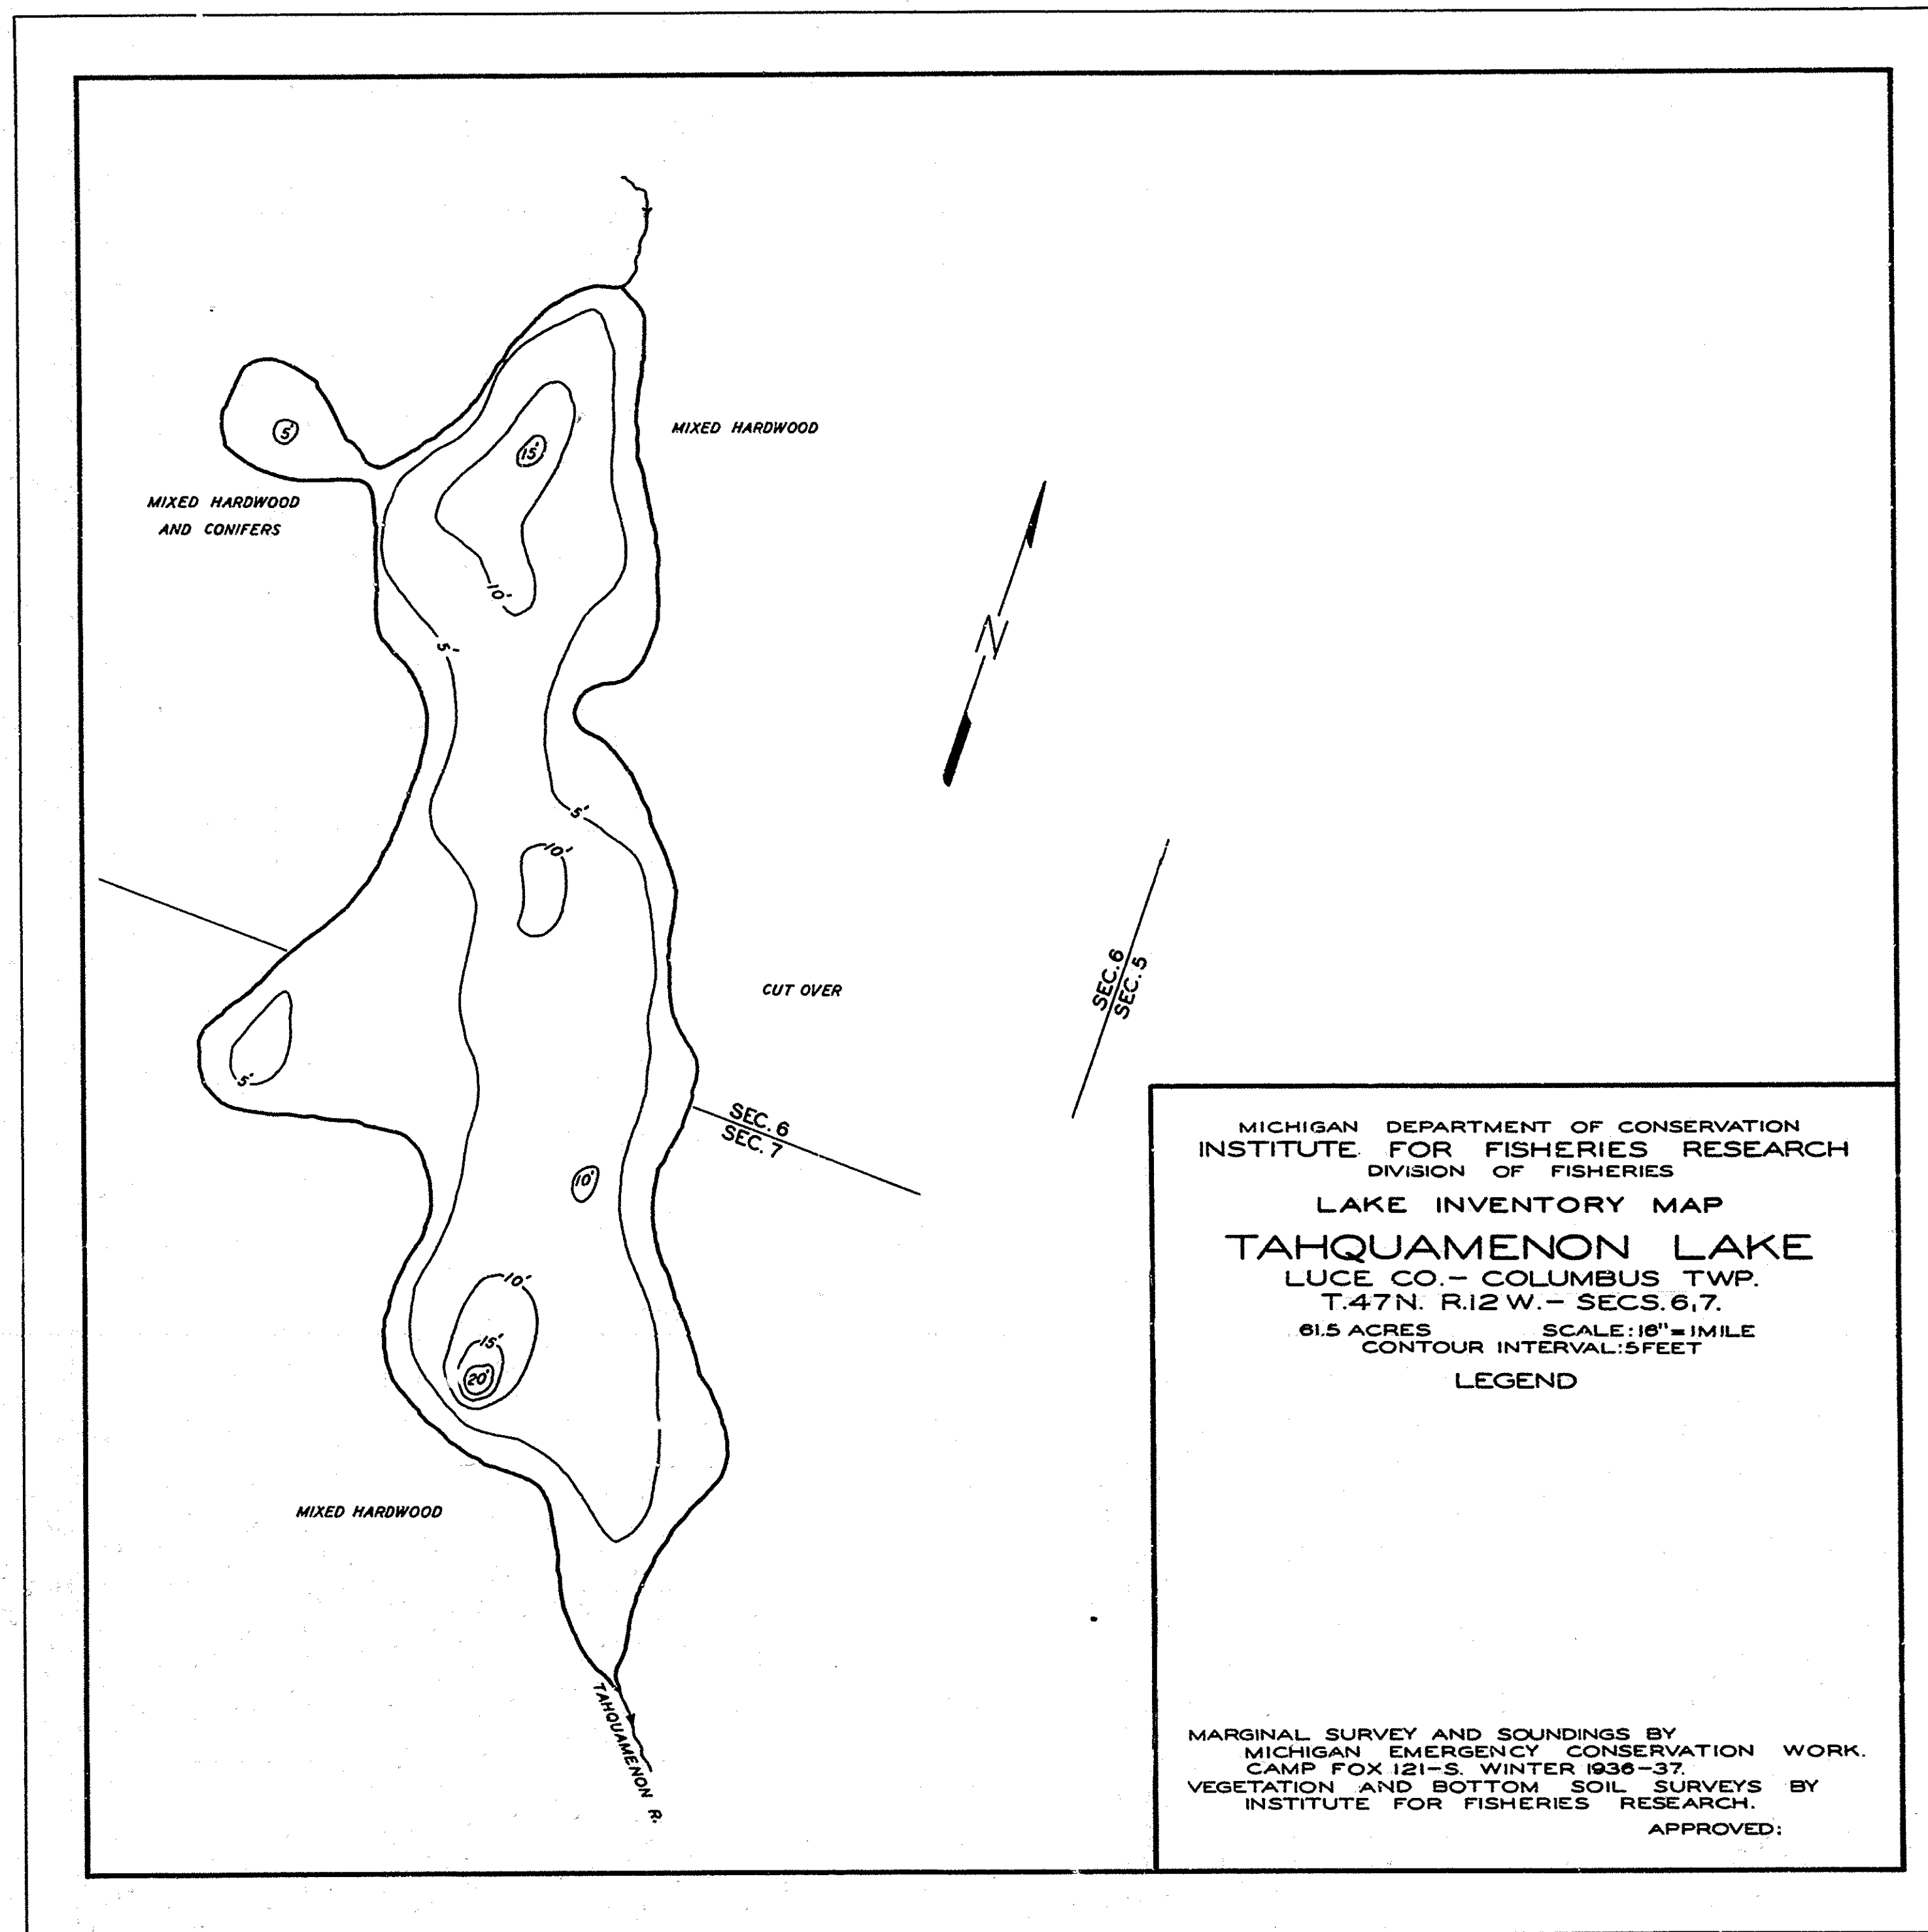 5'
MIXED HARDWOOD
15'
MIXED HARDWOOD
AND CONIFERS
10'
N
5'
5'
10'
SEC. 6
SEC. 5
CUT OVER
5'
SEC. 6
SEC. 7
10'
10'
15'
20'
MIXED HARDWOOD
TAHQUAMENON R.
MICHIGAN DEPARTMENT OF CONSERVATION
INSTITUTE FOR FISHERIES RESEARCH
DIVISION OF FISHERIES
LAKE INVENTORY MAP
TAHQUAMENON LAKE
LUCE CO.- COLUMBUS TWP.
T.47N. R.12W.- SECS. 6,7.
61.5 ACRES SCALE: 16"=1MILE
CONTOUR INTERVAL: 5 FEET
LEGEND
MARGINAL SURVEY AND SOUNDINGS BY
MICHIGAN EMERGENCY CONSERVATION WORK.
CAMP FOX 121-S. WINTER 1936-37.
VEGETATION AND BOTTOM SOIL SURVEYS BY
INSTITUTE FOR FISHERIES RESEARCH.
APPROVED: